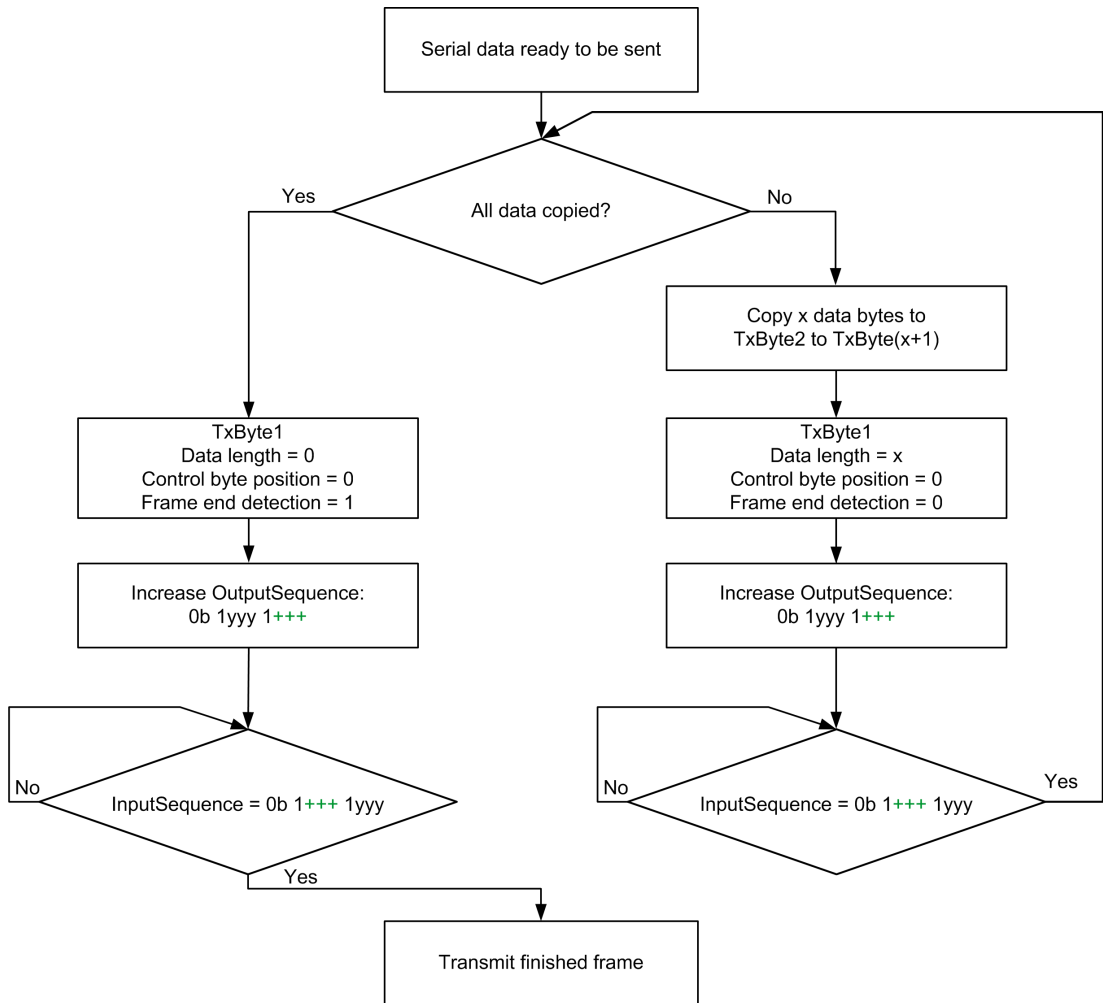 Serial data ready to be sent
All data copied?
Yes
No
Copy x data bytes to
TxByte2 to TxByte(x+1)
TxByte1
Data length = 0
Control byte position = 0
Frame end detection = 1
TxByte1
Data length = x
Control byte position = 0
Frame end detection = 0
Increase OutputSequence:
0b 1yyy 1+++
Increase OutputSequence:
0b 1yyy 1+++
InputSequence = 0b 1+++ 1yyy
No
Yes
InputSequence = 0b 1+++ 1yyy
No
Yes
Transmit finished frame